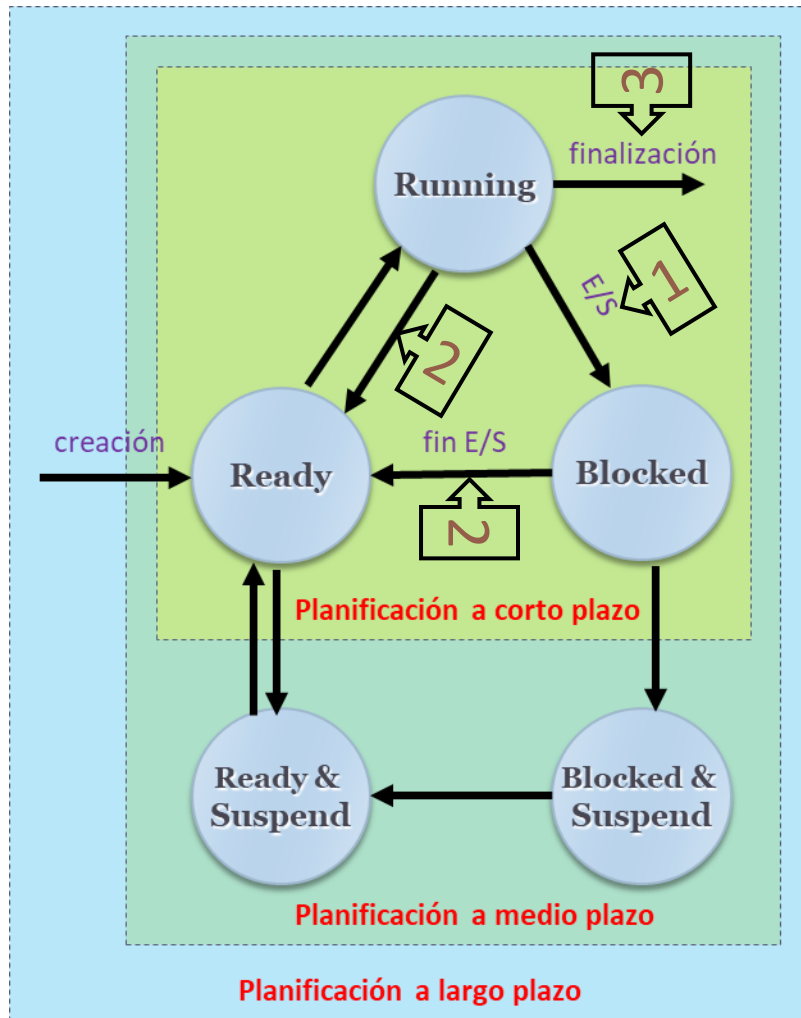 3
finalización
Running
E/S
1
2
creación
fin E/S
Ready
Blocked
2
Planificación a corto plazo
Ready &
Suspend
Blocked &
Suspend
Planificación a medio plazo
Planificación a largo plazo